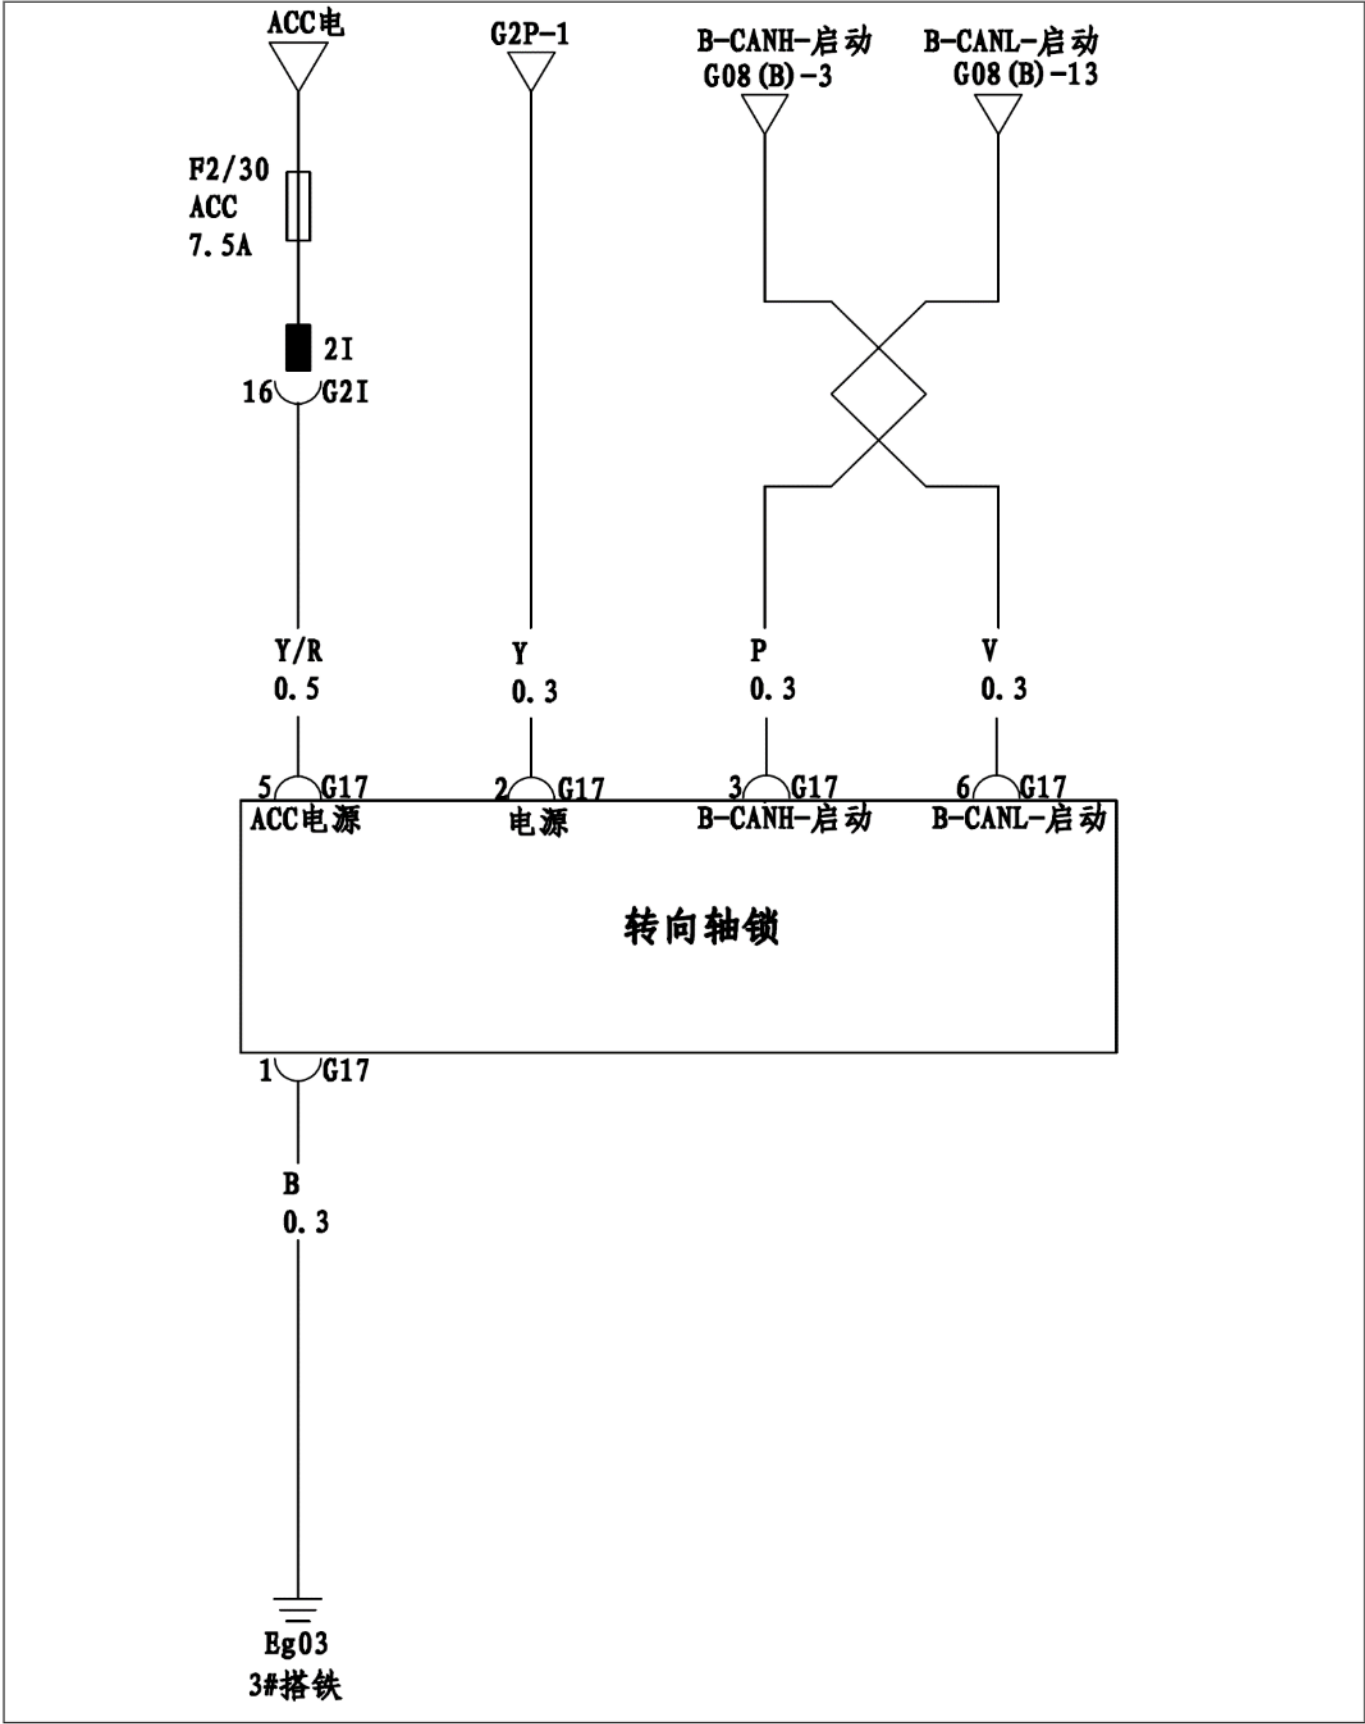 ACC电
G2P-1
B-CANH-启动
G08(B)-3
B-CANL-启动
G08(B)-13
F2/30
ACC
7.5A
2I
16
G2I
Y/R
0.5
Y
0.3
P
0.3
V
0.3
5
G17
2
G17
3
G17
6
G17
ACC电源
电源
B-CANH-启动
B-CANL-启动
转向轴锁
1
G17
B
0.3
Eg03
3#搭铁